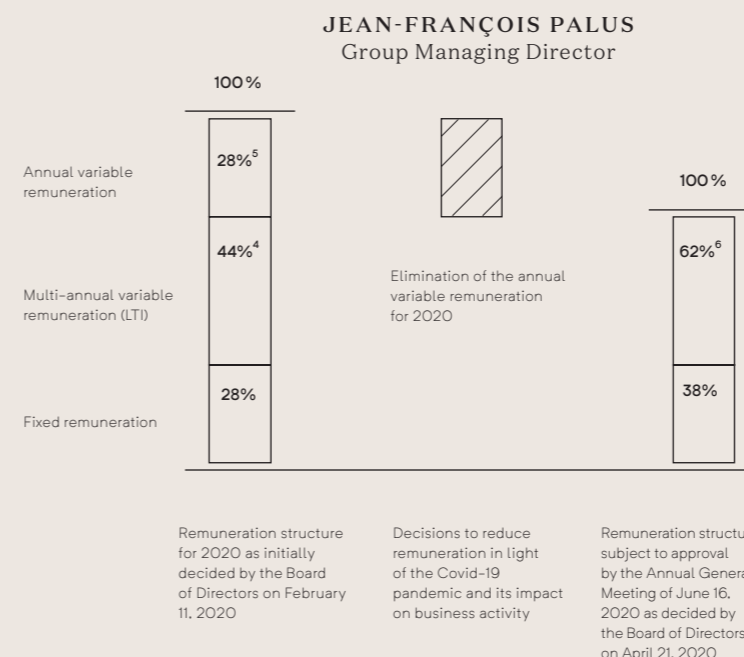 JEAN-FRANÇOIS PALUS
Group Managing Director
100%
Annual variable
remuneration
28%5
Multi-annual variable
remuneration (LTI)
44%4
Fixed remuneration
28%
Elimination of the annual
variable remuneration
for 2020
100%
62%6
38%
Remuneration structure
for 2020 as initially
decided by the Board
of Directors on February
11, 2020
Decisions to reduce
remuneration in light
of the Covid-19
pandemic and its impact
on business activity
Remuneration structu
subject to approval
by the Annual Genera
Meeting of June 16,
2020 as decided by
the Board of Directors
on April 21, 2020